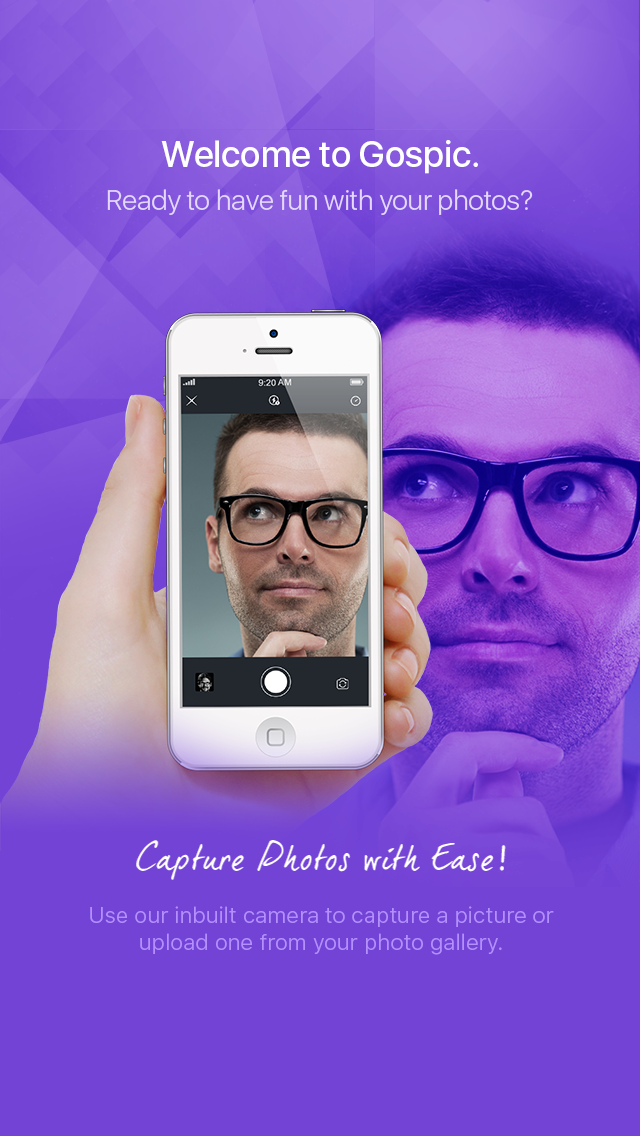 Welcome to Gospic.
Ready to have fun with your photos?
9:20 AM
Capture Photos with Ease!
Use our inbuilt camera to capture a picture or
upload one from your photo gallery.